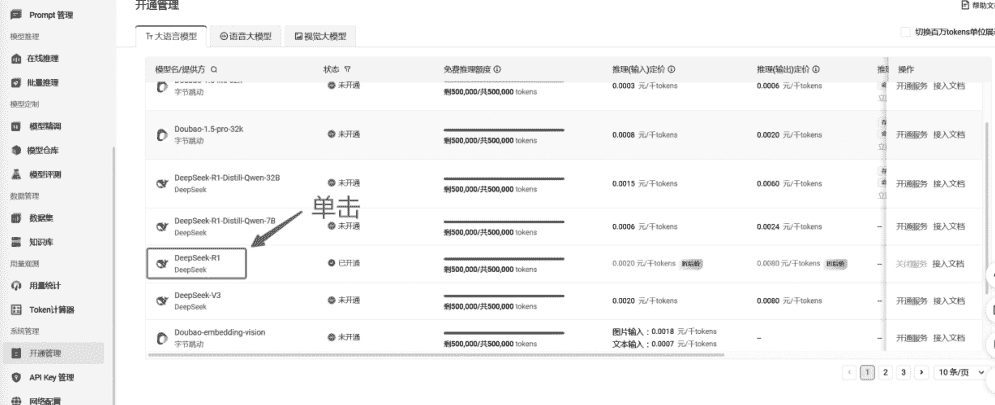 Prompt 管理
模型推理
在线推理
批量推理
模型定制
模型精调
模型仓库
模型评测
数据管理
数据集
知识库
用量观测
用量统计
Token计算器
系统管理
开通管理
API Key 管理
网络配置
开通管理
帮助文
大语言模型 语音大模型 视觉大模型
切换百万tokens单位展
模型名/提供方 状态 免费推理额度 推理(输入)定价 推理(输出)定价 推 操作
字节跳动 未开通 剩500,000/共500,000 tokens 0.0003 元/千tokens 0.0006 元/千tokens 开通服务 接入文档
Doubao-1.5-pro-32k
字节跳动 未开通 剩500,000/共500,000 tokens 0.0008 元/千tokens 0.0020 元/千tokens 开通服务 接入文档
DeepSeek-R1-Distill-Qwen-32B
DeepSeek 未开通 剩500,000/共500,000 tokens 0.0015 元/千tokens 0.0060 元/千tokens 开通服务 接入文档
单击
DeepSeek-R1-Distill-Qwen-7B
DeepSeek 未开通 剩500,000/共500,000 tokens 0.0006 元/千tokens 0.0024 元/千tokens -- 开通服务 接入文档
DeepSeek-R1
DeepSeek 已开通 剩500,000/共500,000 tokens 0.0020 元/千tokens 0.0080 元/千tokens -- 关闭服务 接入文档
DeepSeek-V3
DeepSeek 未开通 剩500,000/共500,000 tokens 0.0020 元/千tokens 0.0080 元/千tokens -- 开通服务 接入文档
Doubao-embedding-vision
字节跳动 未开通 剩500,000/共500,000 tokens 图片输入：0.0018 元/千tokens
文本输入：0.0007 元/千tokens -- -- 开通服务 接入文档
1 2 3 10 条/页